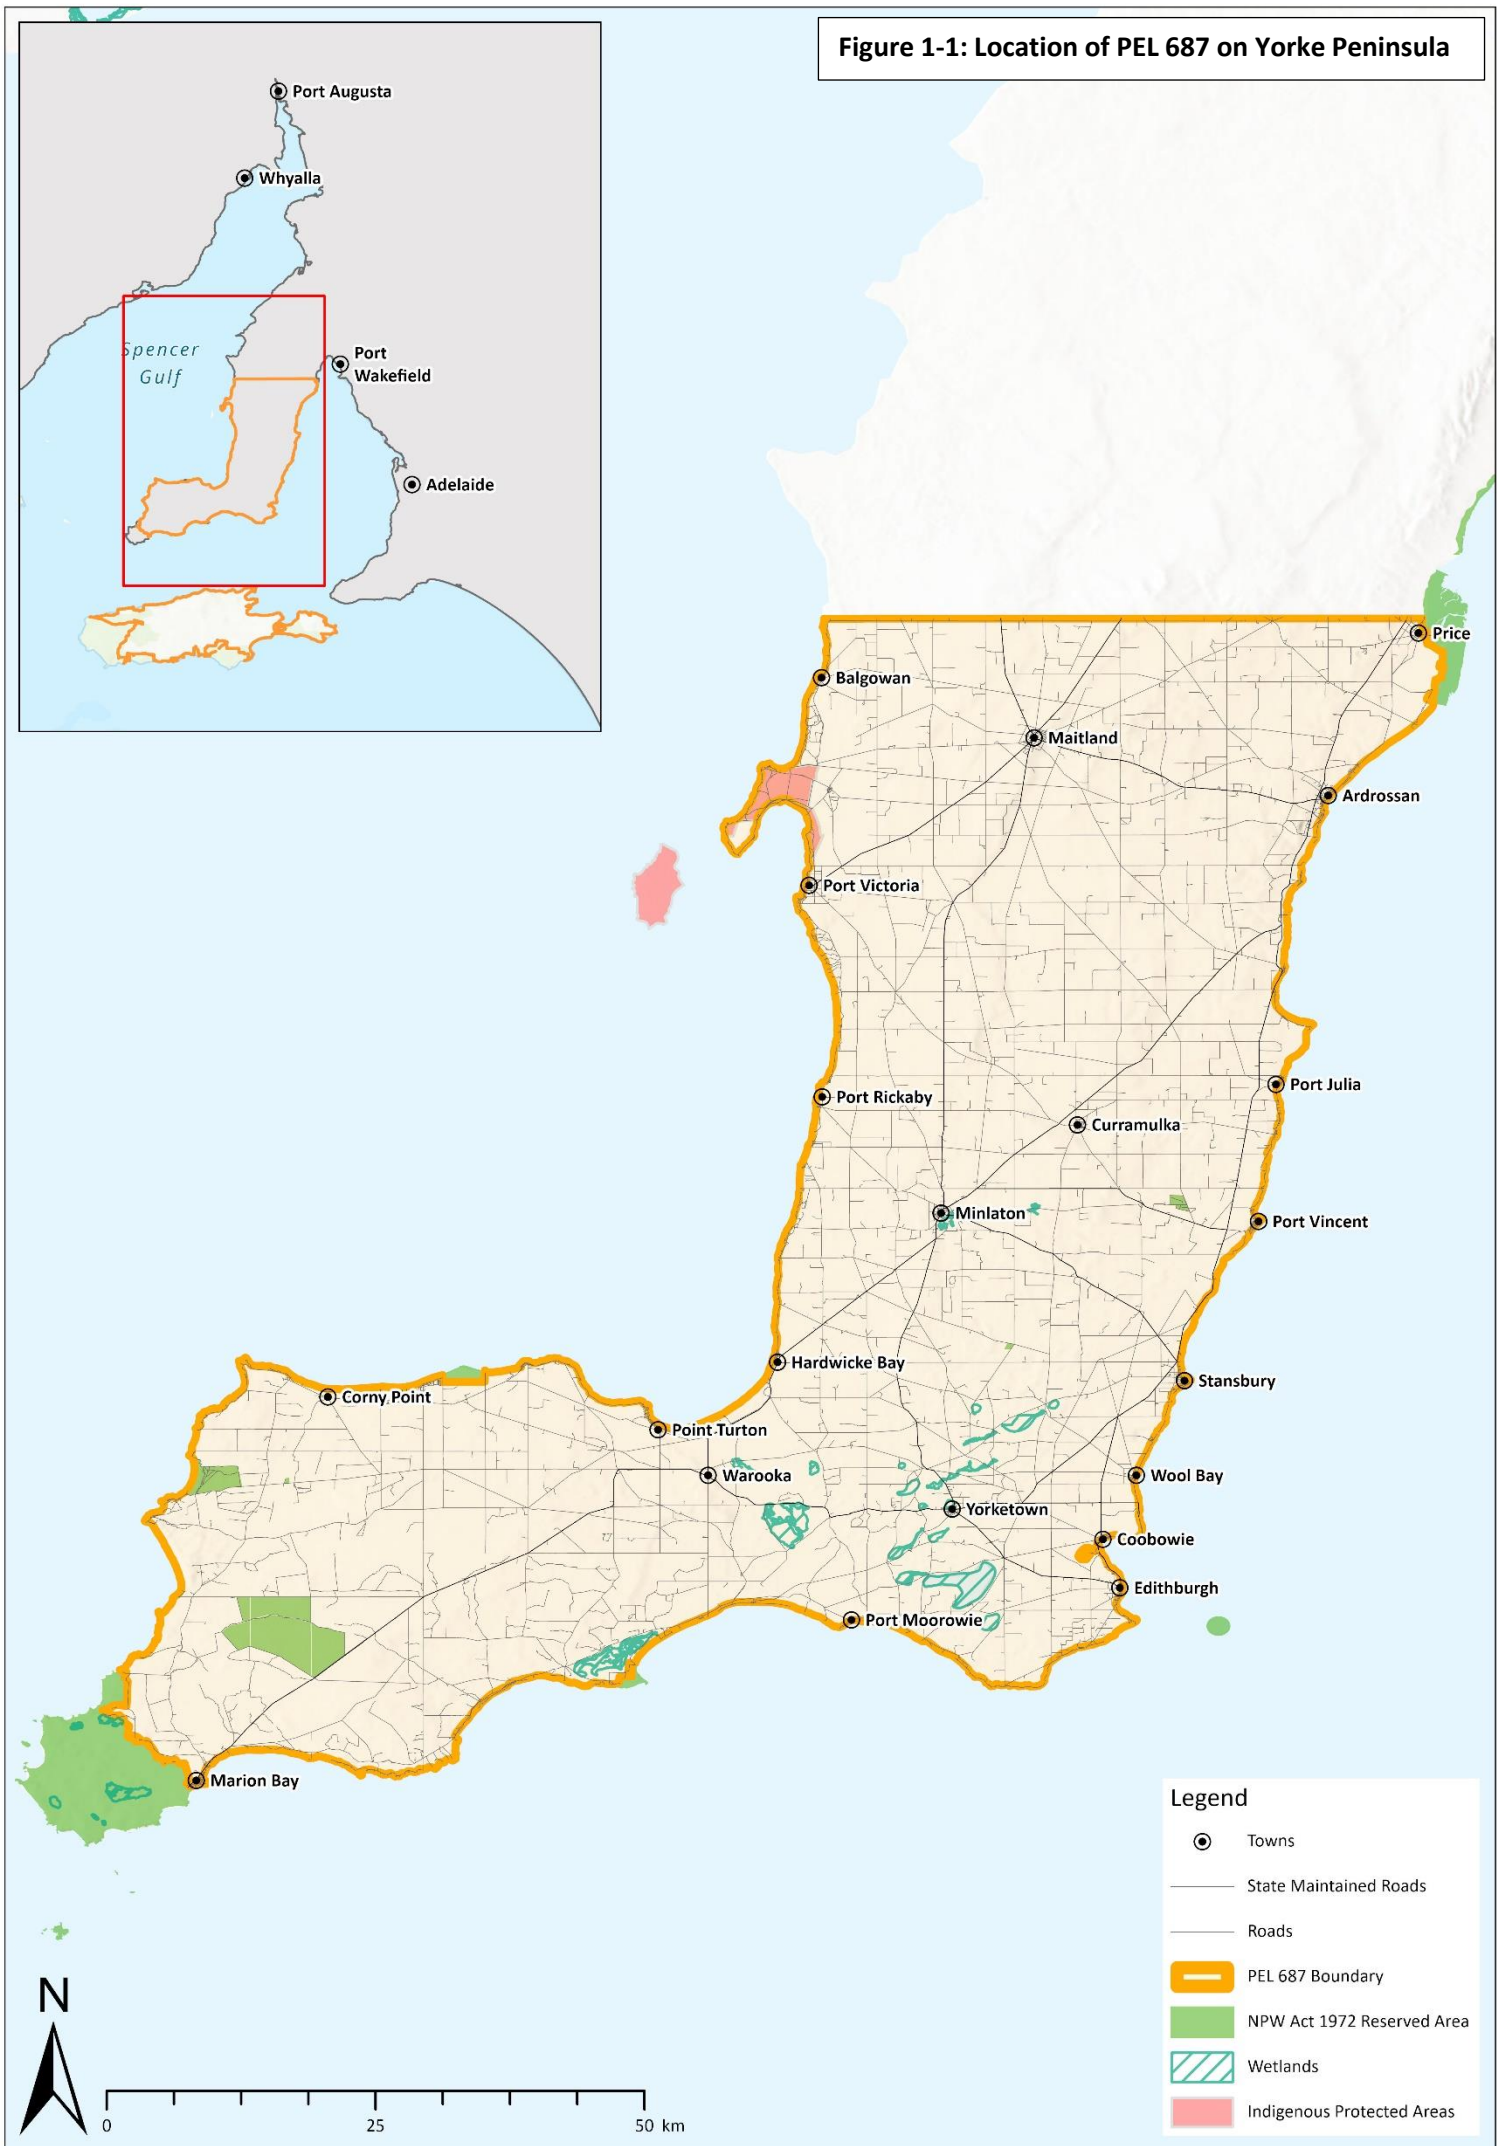 Figure 1-1: Location of PEL 687 on Yorke Peninsula
Port Augusta
Whyalla
Spencer
Gulf
Port
Wakefield
Adelaide
Price
Balgowan
Maitland
Ardrossan
Port Victoria
Port Julia
Port Rickaby
Curramulka
Minlaton
Port Vincent
Hardwicke Bay
Stansbury
Corny Point
Point Turton
Warooka
Wool Bay
Yorketown
Coobowie
Edithburgh
Port Moorowie
Marion Bay
Legend
Towns
State Maintained Roads
Roads
PEL 687 Boundary
NPW Act 1972 Reserved Area
Wetlands
Indigenous Protected Areas
N
0 25 50 km